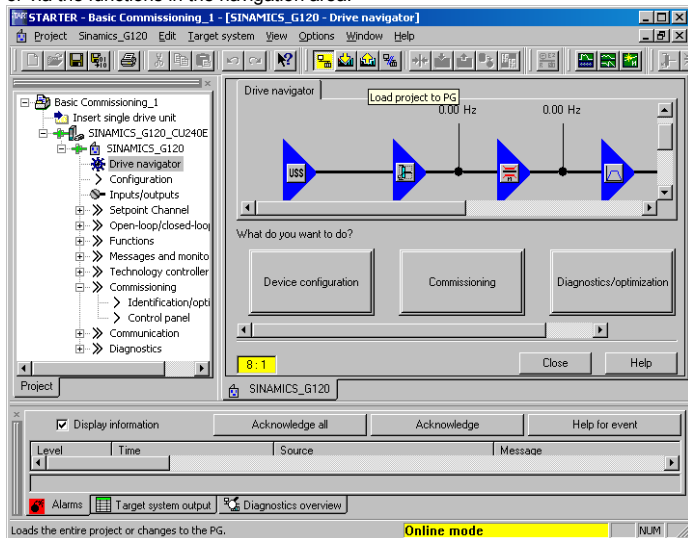 or via the functions in the navigation area.
STARTER - Basic Commissioning_1 - [SINAMICS_G120 - Drive navigator]
Project Sinamics_G120 Edit Target system View Options Window Help
Drive navigator
Load project to PG
0.00 Hz 0.00 Hz
USS
Basic Commissioning_1
Insert single drive unit
SINAMICS_G120_CU240E
SINAMICS_G120
Drive navigator
Configuration
Inputs/outputs
Setpoint Channel
Open-loop/closed-loop
Functions
Messages and monito
Technology controller
Commissioning
Identification/opti
Control panel
Communication
Diagnostics
Project
What do you want to do?
Device configuration Commissioning Diagnostics/optimization
8:1
Close Help
SINAMICS_G120
Display information Acknowledge all Acknowledge Help for event
Level Time Source Message
Alarms Target system output Diagnostics overview
Loads the entire project or changes to the PG. Online mode NUM